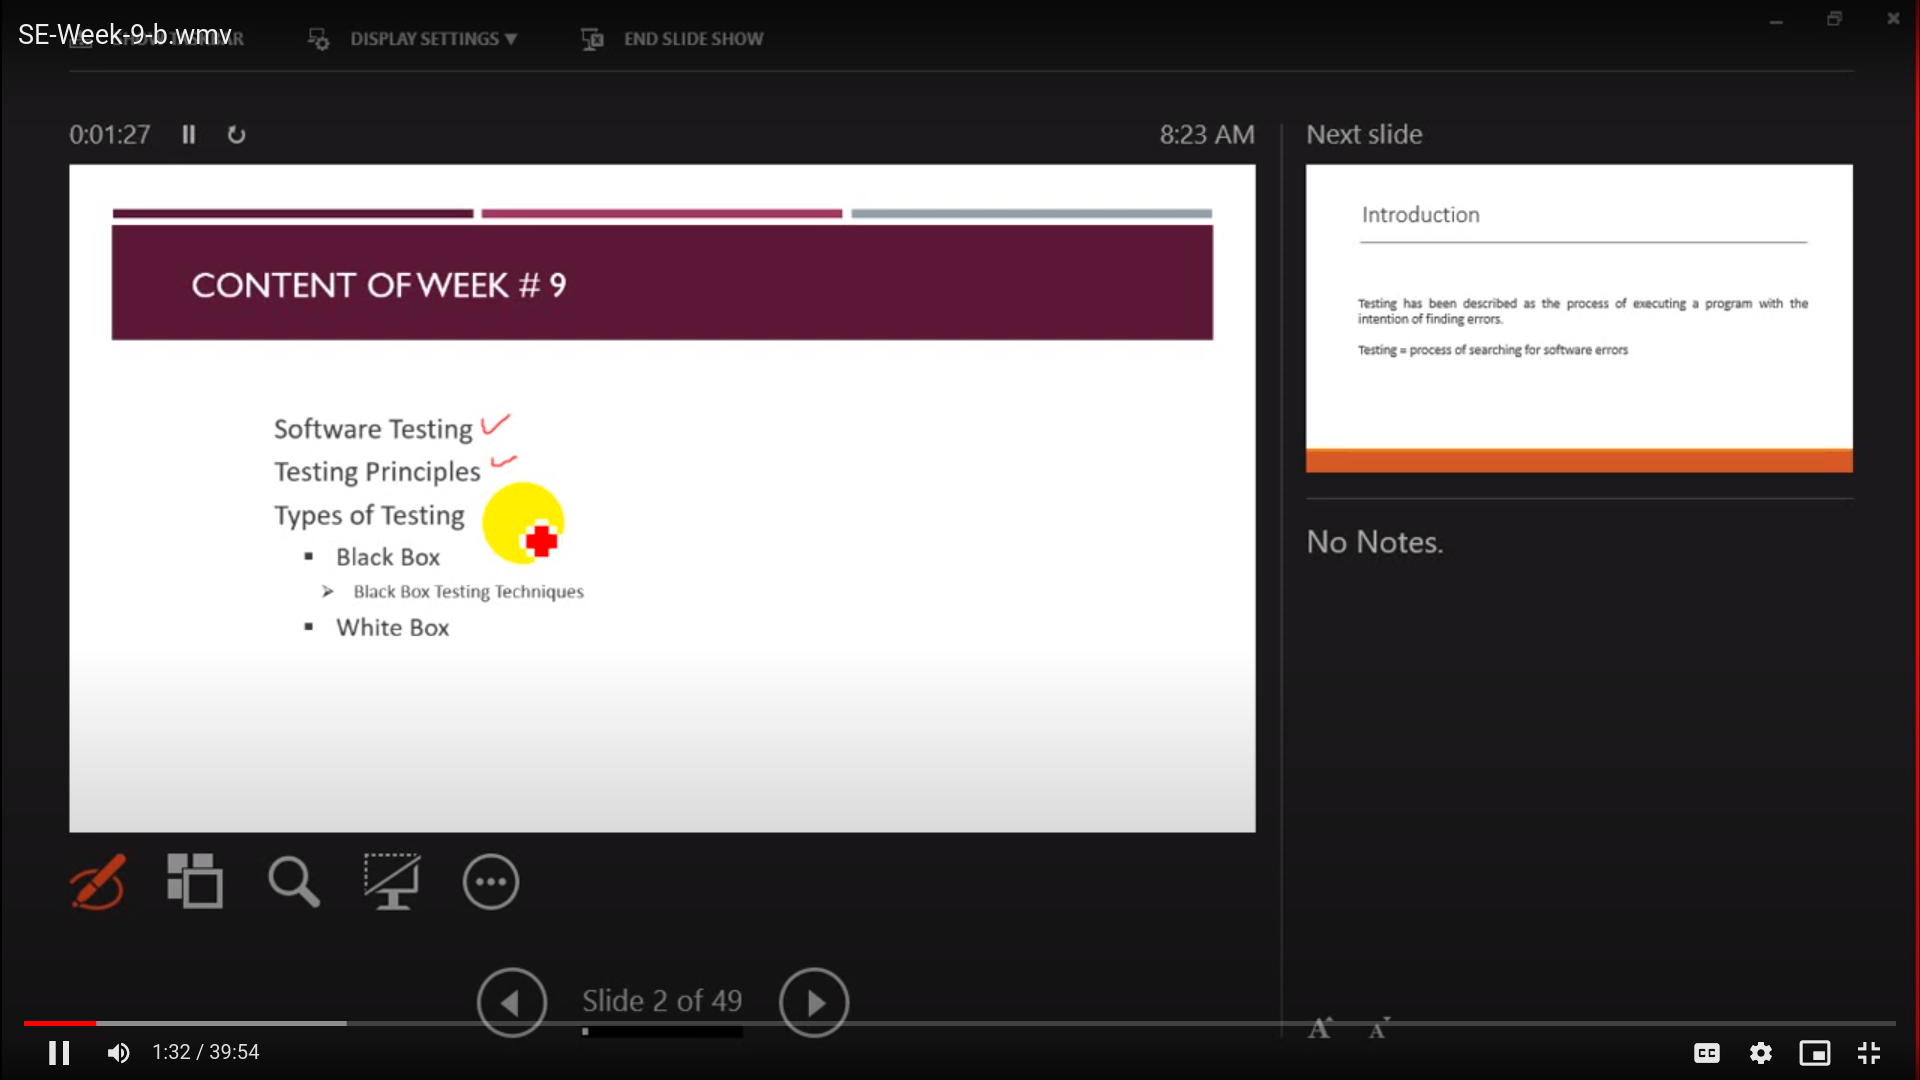 SE-Week-9-b.wmv
DISPLAY SETTINGS ▼
END SLIDE SHOW
0:01:27
8:23 AM
Next slide
CONTENT OF WEEK # 9
Software Testing
Testing Principles
Types of Testing
▪ Black Box
➢ Black Box Testing Techniques
▪ White Box
Introduction
Testing has been described as the process of executing a program with the
intention of finding errors.
Testing = process of searching for software errors
No Notes.
Slide 2 of 49
A A
1:32 / 39:54
CC